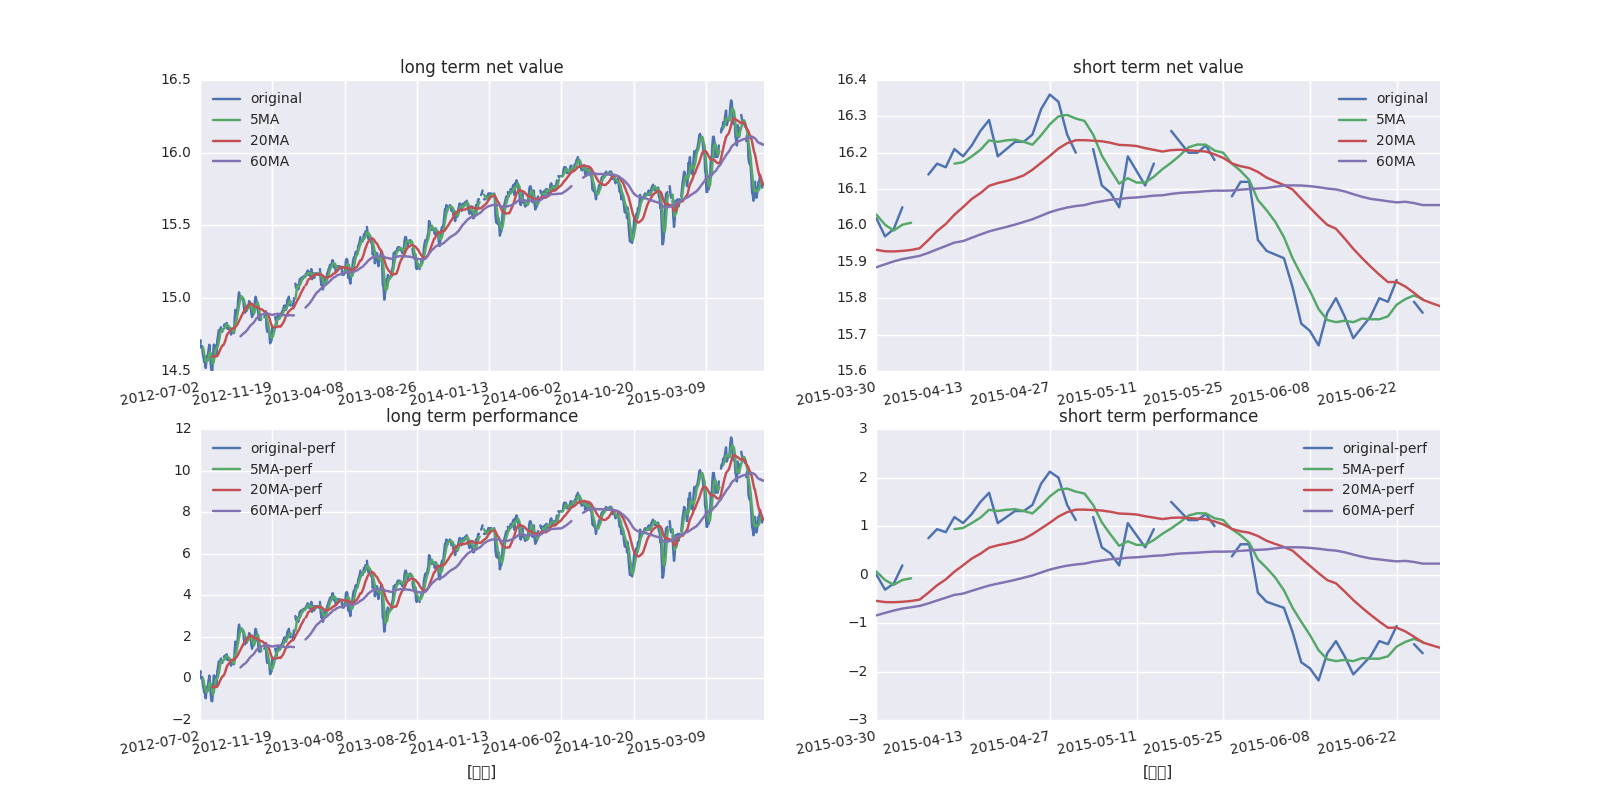 long term net value
16.5
16.0
15.5
15.0
14.5
original
5MA
20MA
60MA
2012-07-02 2012-11-19 2013-04-08 2013-08-26 2014-01-13 2014-06-02 2014-10-20 2015-03-09
short term net value
16.4
16.3
16.2
16.1
16.0
15.9
15.8
15.7
15.6
original
5MA
20MA
60MA
2015-03-30 2015-04-13 2015-04-27 2015-05-11 2015-05-25 2015-06-08 2015-06-22
long term performance
12
10
8
6
4
2
0
−2
original-perf
5MA-perf
20MA-perf
60MA-perf
2012-07-02 2012-11-19 2013-04-08 2013-08-26 2014-01-13 2014-06-02 2014-10-20 2015-03-09
short term performance
3
2
1
0
−1
−2
−3
original-perf
5MA-perf
20MA-perf
60MA-perf
2015-03-30 2015-04-13 2015-04-27 2015-05-11 2015-05-25 2015-06-08 2015-06-22